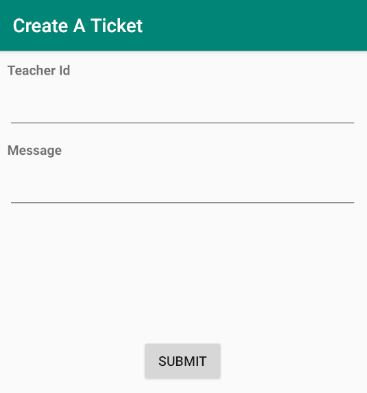 Create A Ticket
Teacher Id
Message
SUBMIT